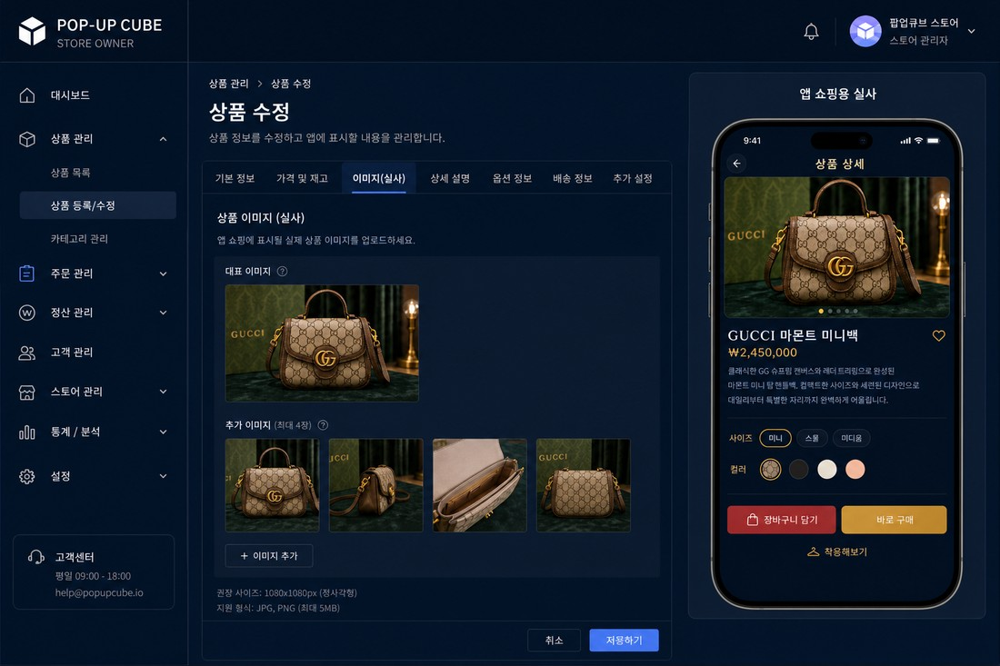 POP-UP CUBE
STORE OWNER
팝업큐브 스토어
스토어 관리자
대시보드
상품 관리
상품 목록
상품 등록/수정
카테고리 관리
주문 관리
정산 관리
고객 관리
스토어 관리
통계 / 분석
설정
고객센터
평일 09:00 - 18:00
help@popupcube.io
상품 관리 > 상품 수정
상품 수정
상품 정보를 수정하고 앱에 표시할 내용을 관리합니다.
기본 정보 가격 및 재고 이미지(실사) 상세 설명 옵션 정보 배송 정보 추가 설정
상품 이미지 (실사)
앱 쇼핑에 표시될 실제 상품 이미지를 업로드하세요.
대표 이미지 ?
GUCCI
추가 이미지 (최대 4장) ?
UCCI
GUCCI
+ 이미지 추가
권장 사이즈: 1080x1080px (정사각형)
지원 형식: JPG, PNG (최대 5MB)
취소 저용하기
앱 쇼핑용 실사
9:41
상품 상세
GUCCI
GUCCI 마몬트 미니백
₩2,450,000
클래식한 GG 슈프림 캔버스와 레더 트리밍으로 완성된
마몬트 미니 탑 핸들백. 컴팩트한 사이즈와 세련된 디자인으로
데일리부터 특별한 자리까지 완벽하게 어울립니다.
사이즈 미니 스몰 미디움
컬러
장바구니 담기 바로 구매
착용해보기